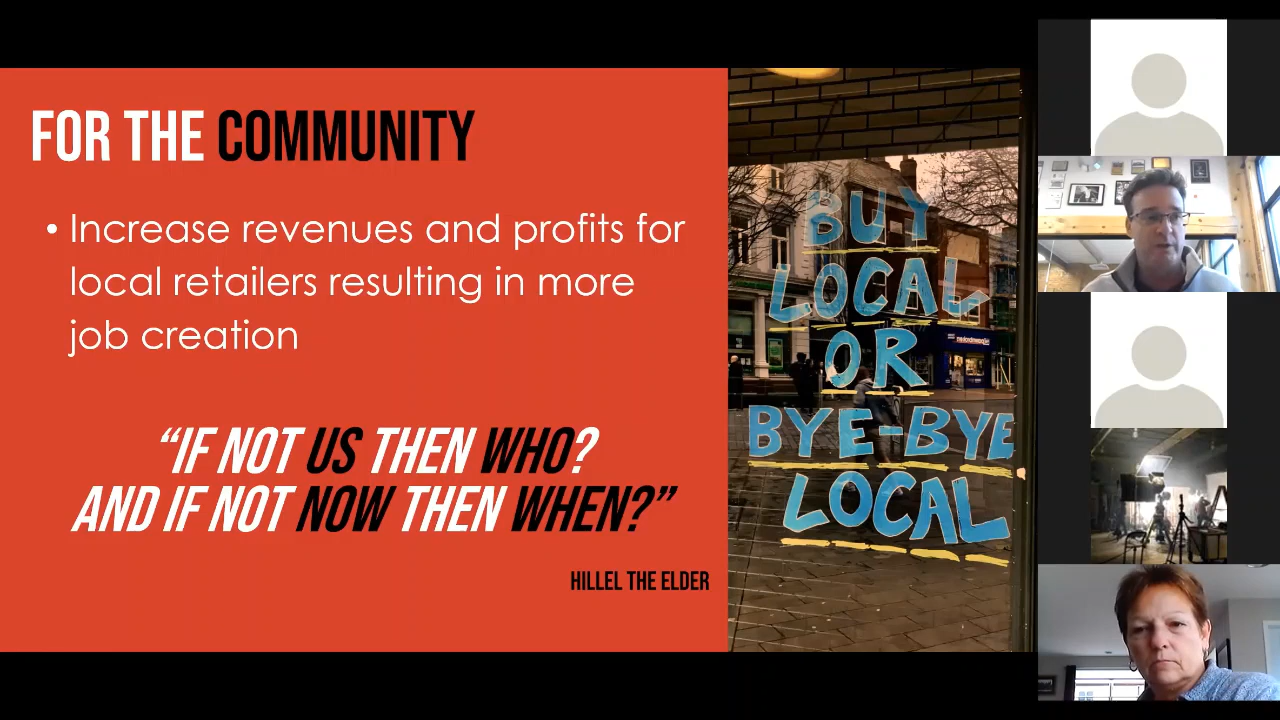 FOR THE COMMUNITY
• Increase revenues and profits for
local retailers resulting in more
job creation
“IF NOT US THEN WHO?
AND IF NOT NOW THEN WHEN?”
HILLEL THE ELDER
BUY
LOCAL
OR
BYE-BYE
LOCAL